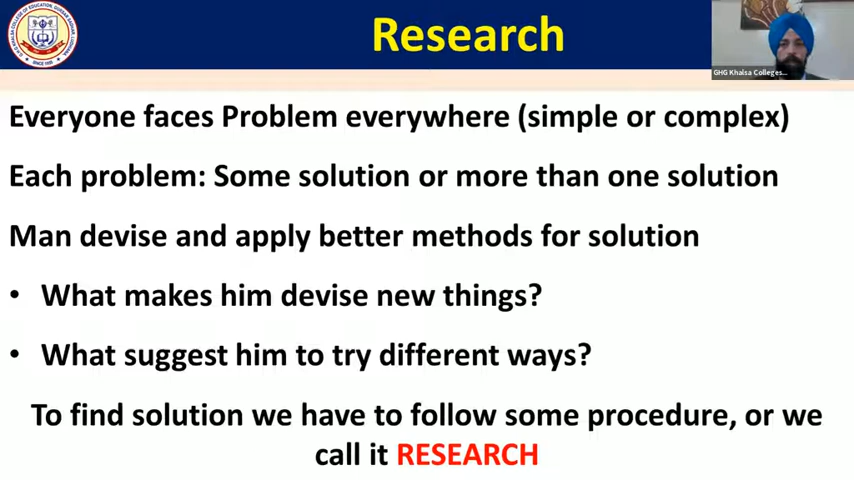 Research
GHG Khalsa Colleges...
Everyone faces Problem everywhere (simple or complex)
Each problem: Some solution or more than one solution
Man devise and apply better methods for solution
• What makes him devise new things?
• What suggest him to try different ways?
To find solution we have to follow some procedure, or we
call it RESEARCH